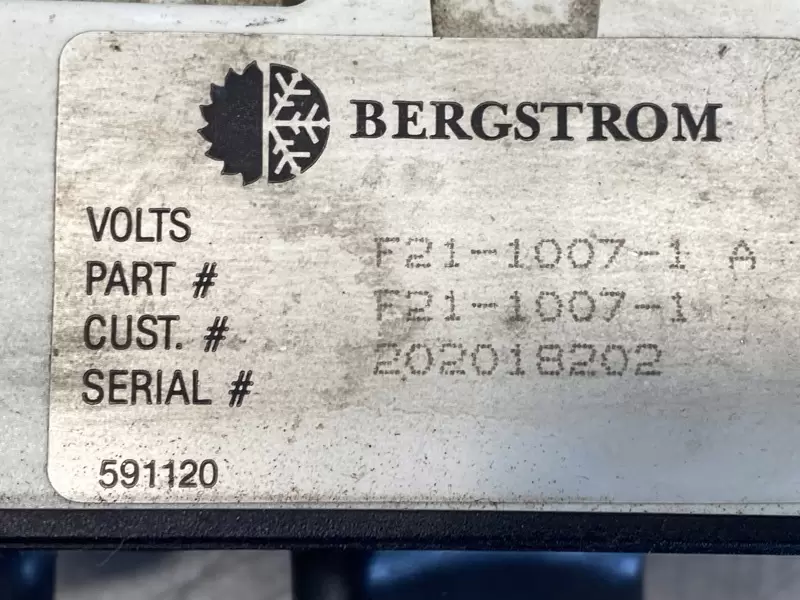 BERGSTROM
VOLTS
PART # F21-1007-1 A
CUST. # F21-1007-1
SERIAL # 202018202
591120